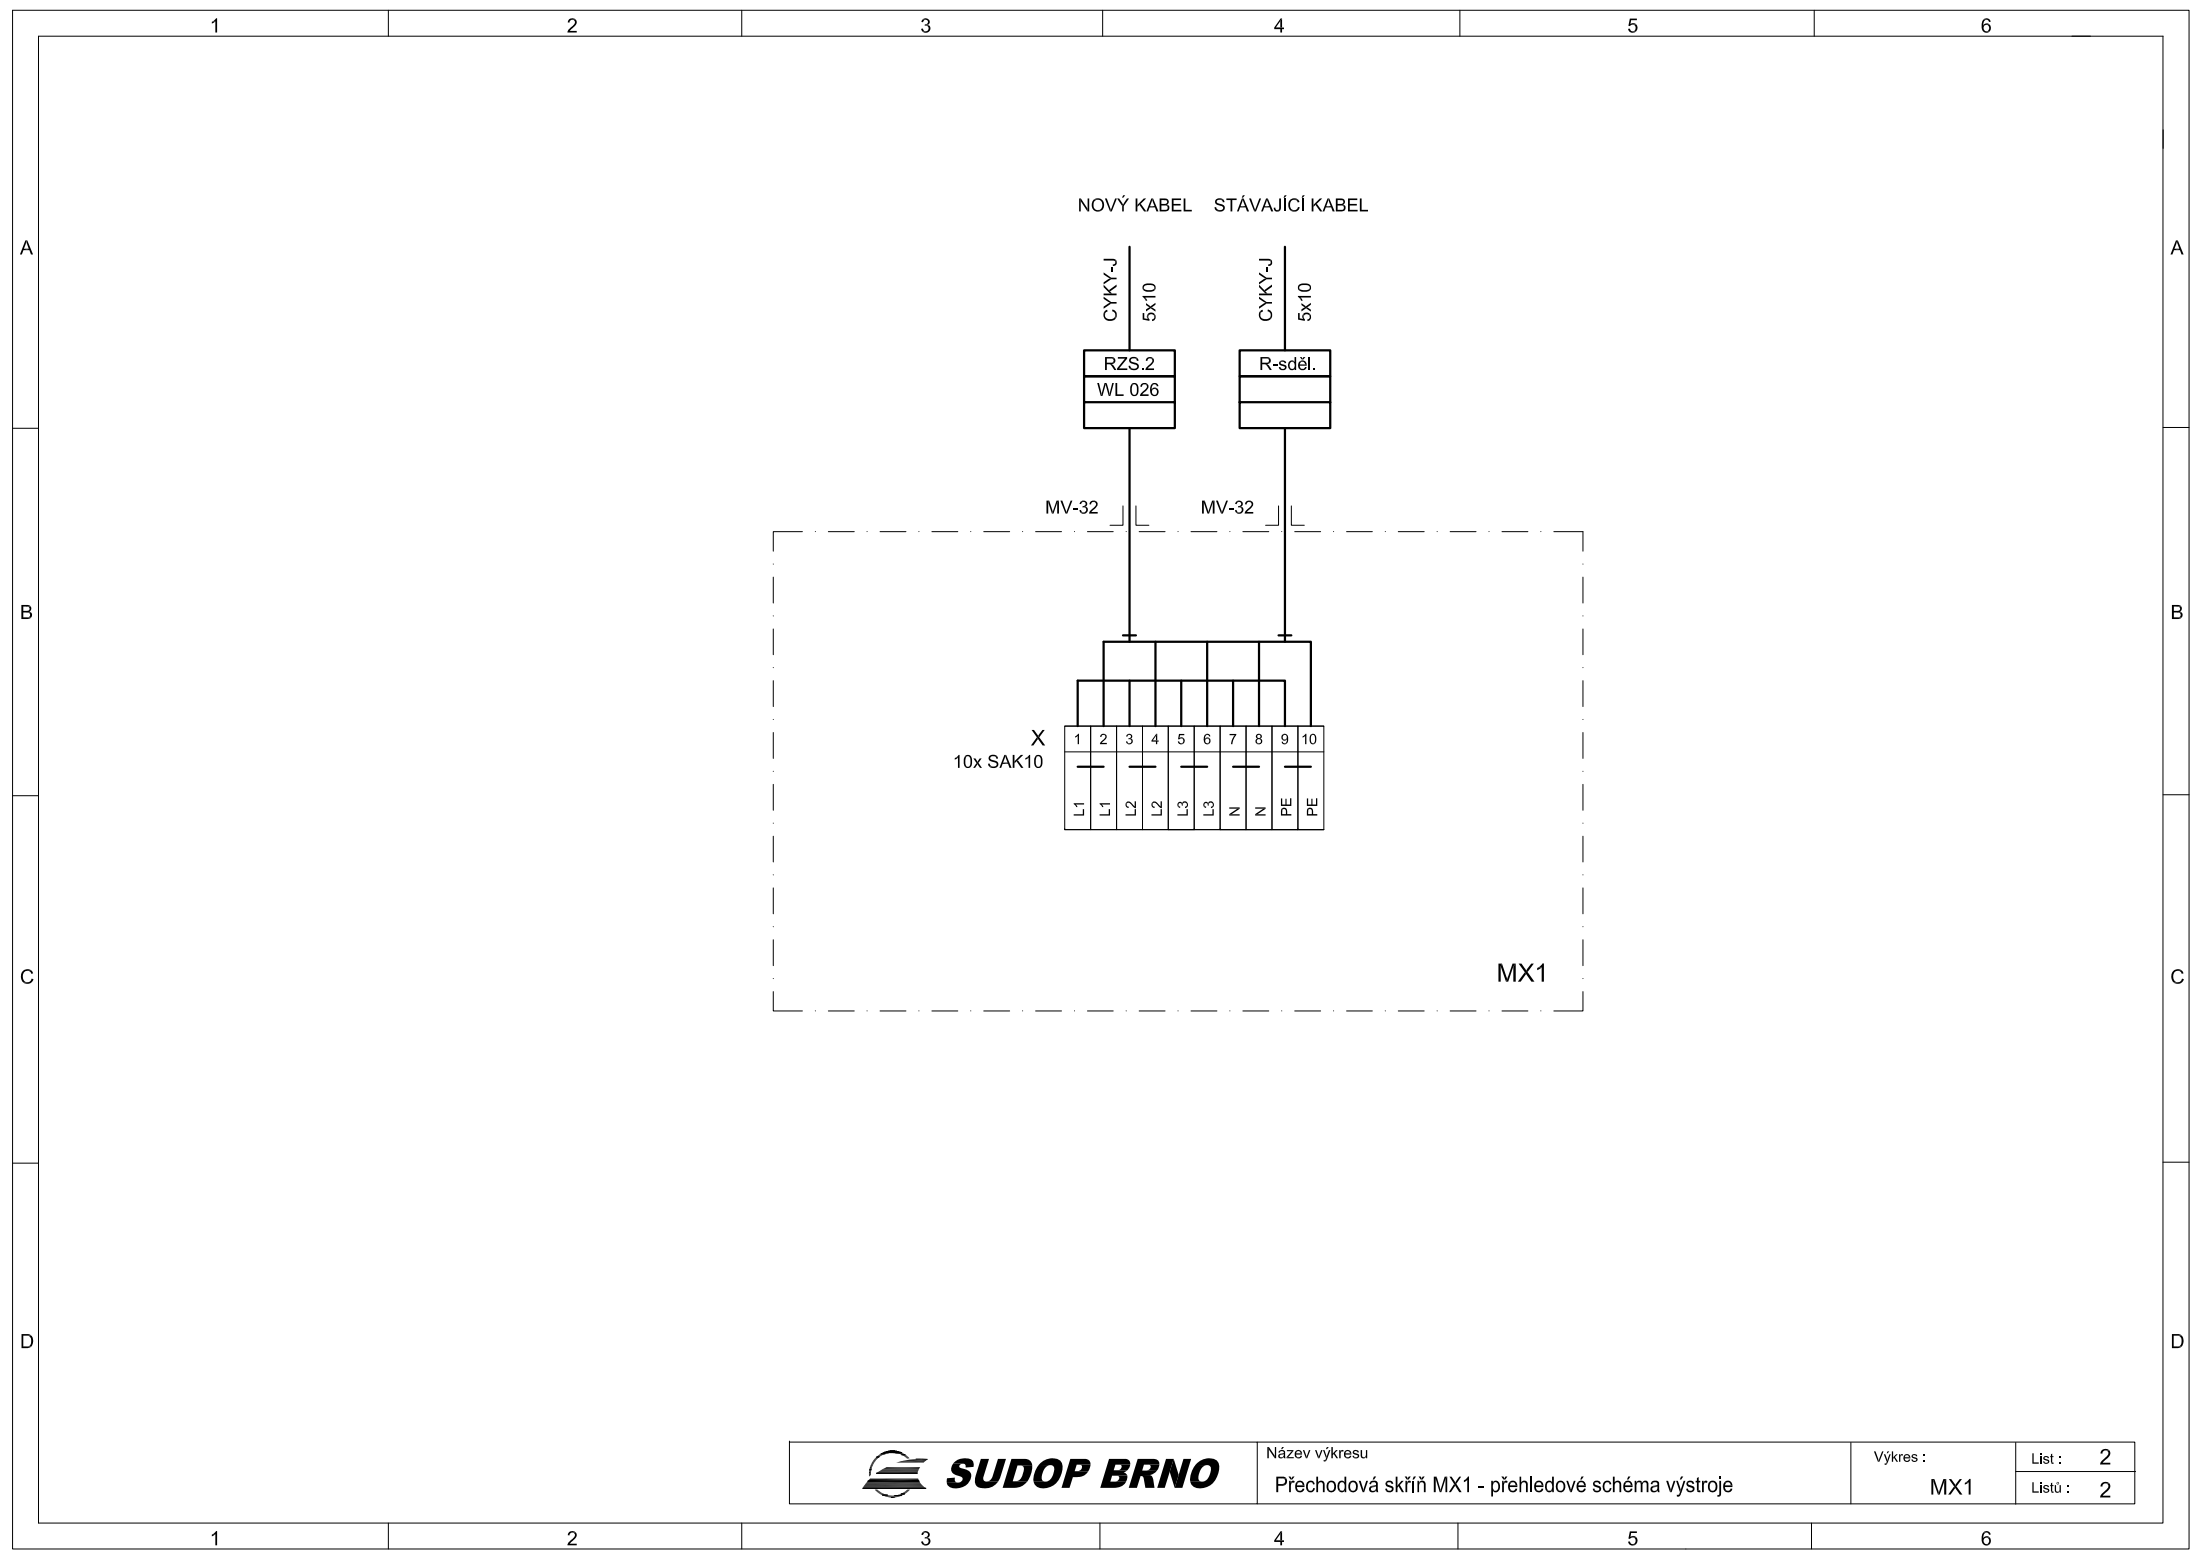 1 2 3 4 5 6
NOVÝ KABEL STÁVAJÍCÍ KABEL
A A
CYKY-J 5x10 CYKY-J 5x10
RZS.2 R-sděl.
WL 026
MV-32 MV-32
B B
X 1 2 3 4 5 6 7 8 9 10
10x SAK10
L1 L1 L2 L2 L3 L3 N N PE PE
C C
MX1
D D
SUDOP BRNO
Název výkresu
Přechodová skříň MX1 - přehledové schéma výstroje
Výkres :
MX1
List : 2
Listů : 2
1 2 3 4 5 6